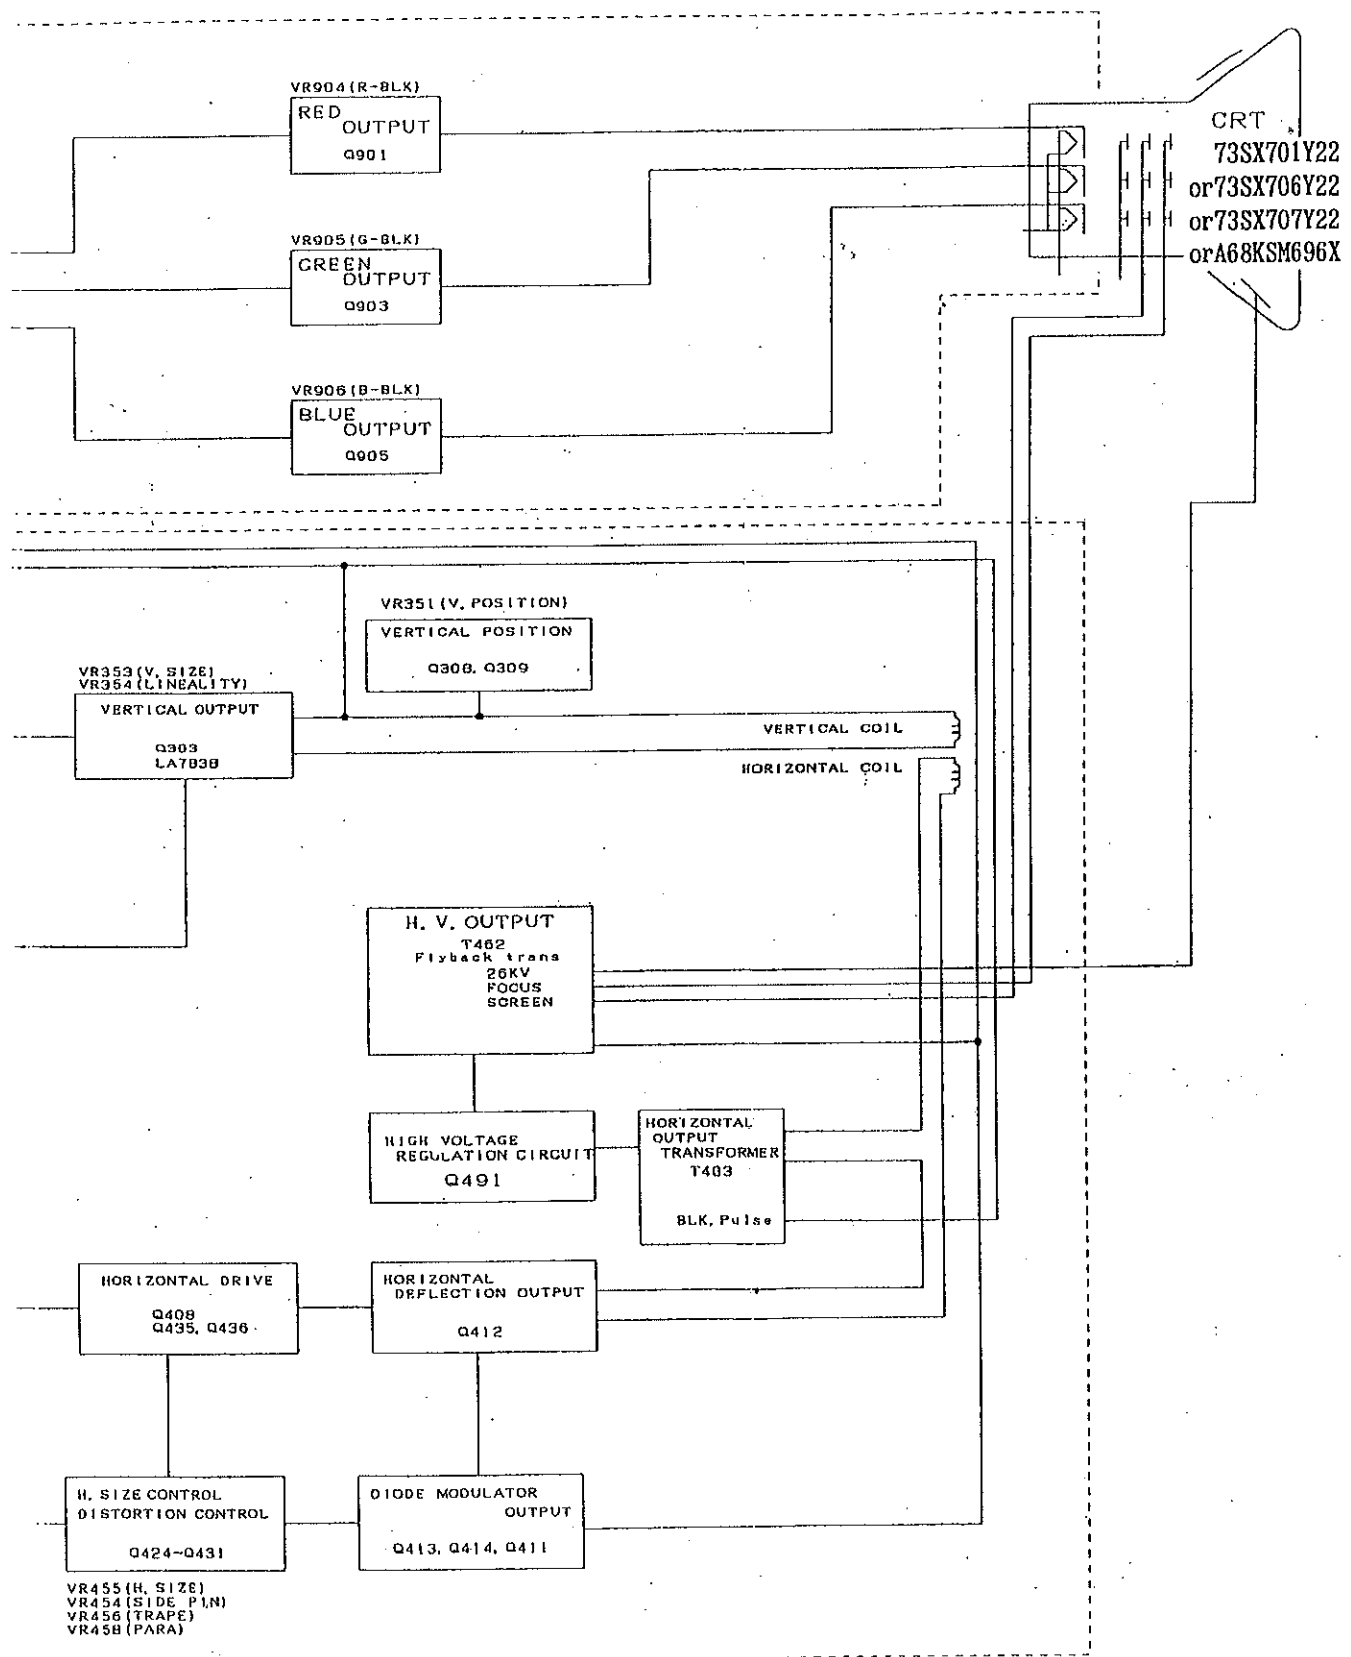 VR904(R-BLK)
RED
OUTPUT
Q901
CRT
73SX701Y22
or73SX706Y22
or73SX707Y22
orA68KSM696X
VR905(G-BLK)
GREEN
OUTPUT
Q903
VR906(B-BLK)
BLUE
OUTPUT
Q905
VR351(V. POSITION)
VERTICAL POSITION
Q308, Q309
VR353(V. SIZE)
VR354(LINEALITY)
VERTICAL OUTPUT
Q303
LA7838
VERTICAL COIL
HORIZONTAL COIL
H. V. OUTPUT
T462
Flyback trans
26KV
FOCUS
SCREEN
HIGH VOLTAGE
REGULATION CIRCUIT
Q491
HORIZONTAL
OUTPUT
TRANSFORMER
T403
BLK. Pulse
HORIZONTAL DRIVE
Q408
Q435, Q436
HORIZONTAL
DEFLECTION OUTPUT
Q412
H. SIZE CONTROL
DISTORTION CONTROL
Q424~Q431
DIODE MODULATOR
OUTPUT
Q413, Q414, Q411
VR455(H. SIZE)
VR454(SIDE PIN)
VR456(TRAPE)
VR458(PARA)